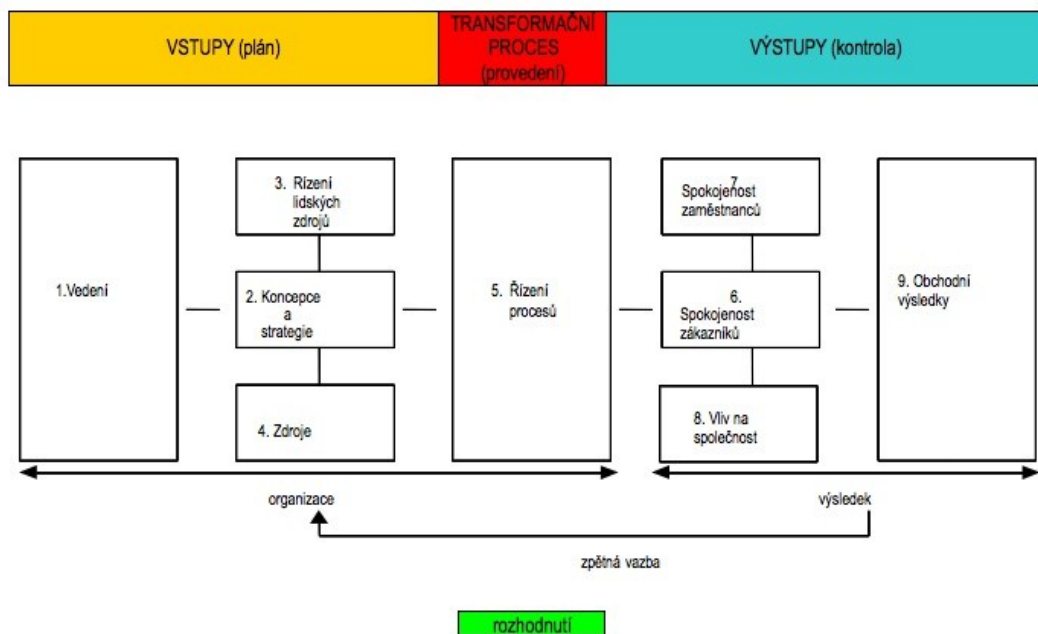 VSTUPY (plán)
TRANSFORMAČNÍ
PROCES
(provedení)
VÝSTUPY (kontrola)
1.Vedení
3. Rízení
lidských
zdrojů
2. Koncepce
a
strategie
4. Zdroje
5. Řízení
procesů
7
Spokojenost
zaměstnanců
6.
Spokojenost
zákazníků
8. Vliv na
společnost
9. Obchodní
výsledky
organizace
výsledek
zpětná vazba
rozhodnutí